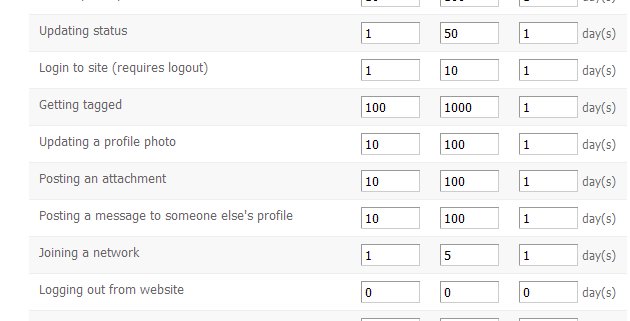 Updating status 1 50 1 day(s)
Login to site (requires logout) 1 10 1 day(s)
Getting tagged 100 1000 1 day(s)
Updating a profile photo 10 100 1 day(s)
Posting an attachment 10 100 1 day(s)
Posting a message to someone else's profile 10 100 1 day(s)
Joining a network 1 5 1 day(s)
Logging out from website 0 0 0 day(s)